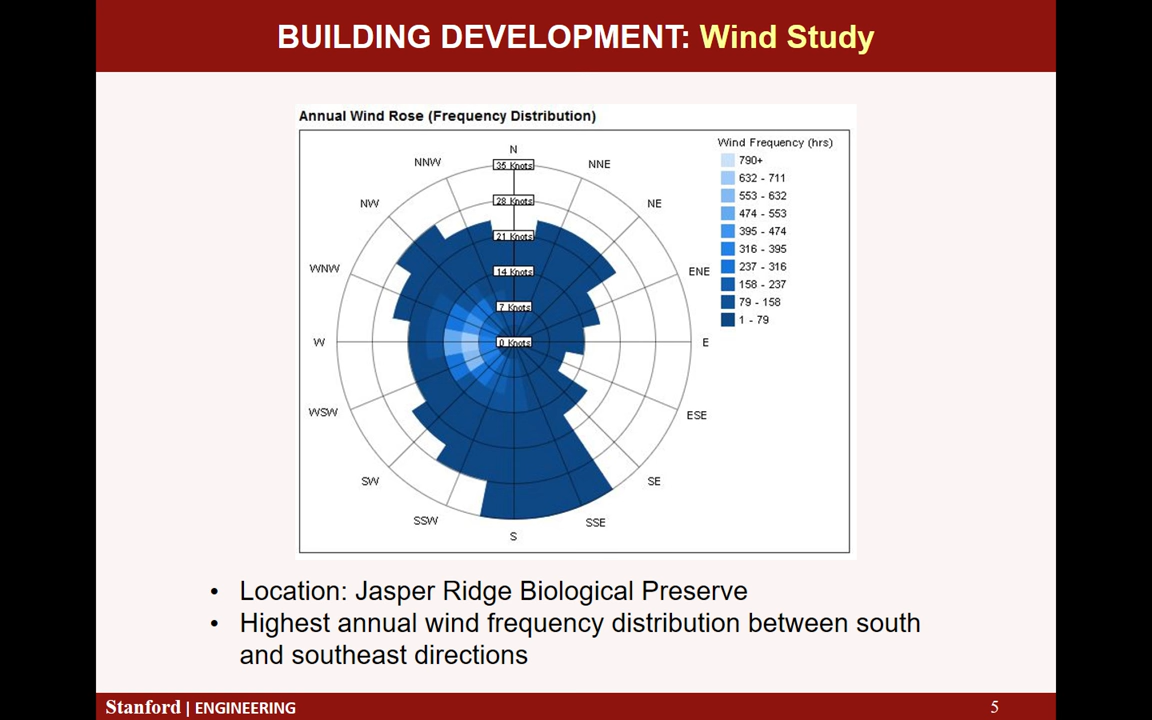 BUILDING DEVELOPMENT: Wind Study
Annual Wind Rose (Frequency Distribution)
Wind Frequency (hrs)
790+
632 - 711
553 - 632
474 - 553
395 - 474
316 - 395
237 - 316
158 - 237
79 - 158
1 - 79
N
NNW
NNE
35 Knots
NW
28 Knots
NE
21 Knots
WNW
14 Knots
ENE
7 Knots
W
0 Knots
E
WSW
ESE
SW
SE
SSW
SSE
S
• Location: Jasper Ridge Biological Preserve
• Highest annual wind frequency distribution between south
and southeast directions
Stanford | ENGINEERING
5